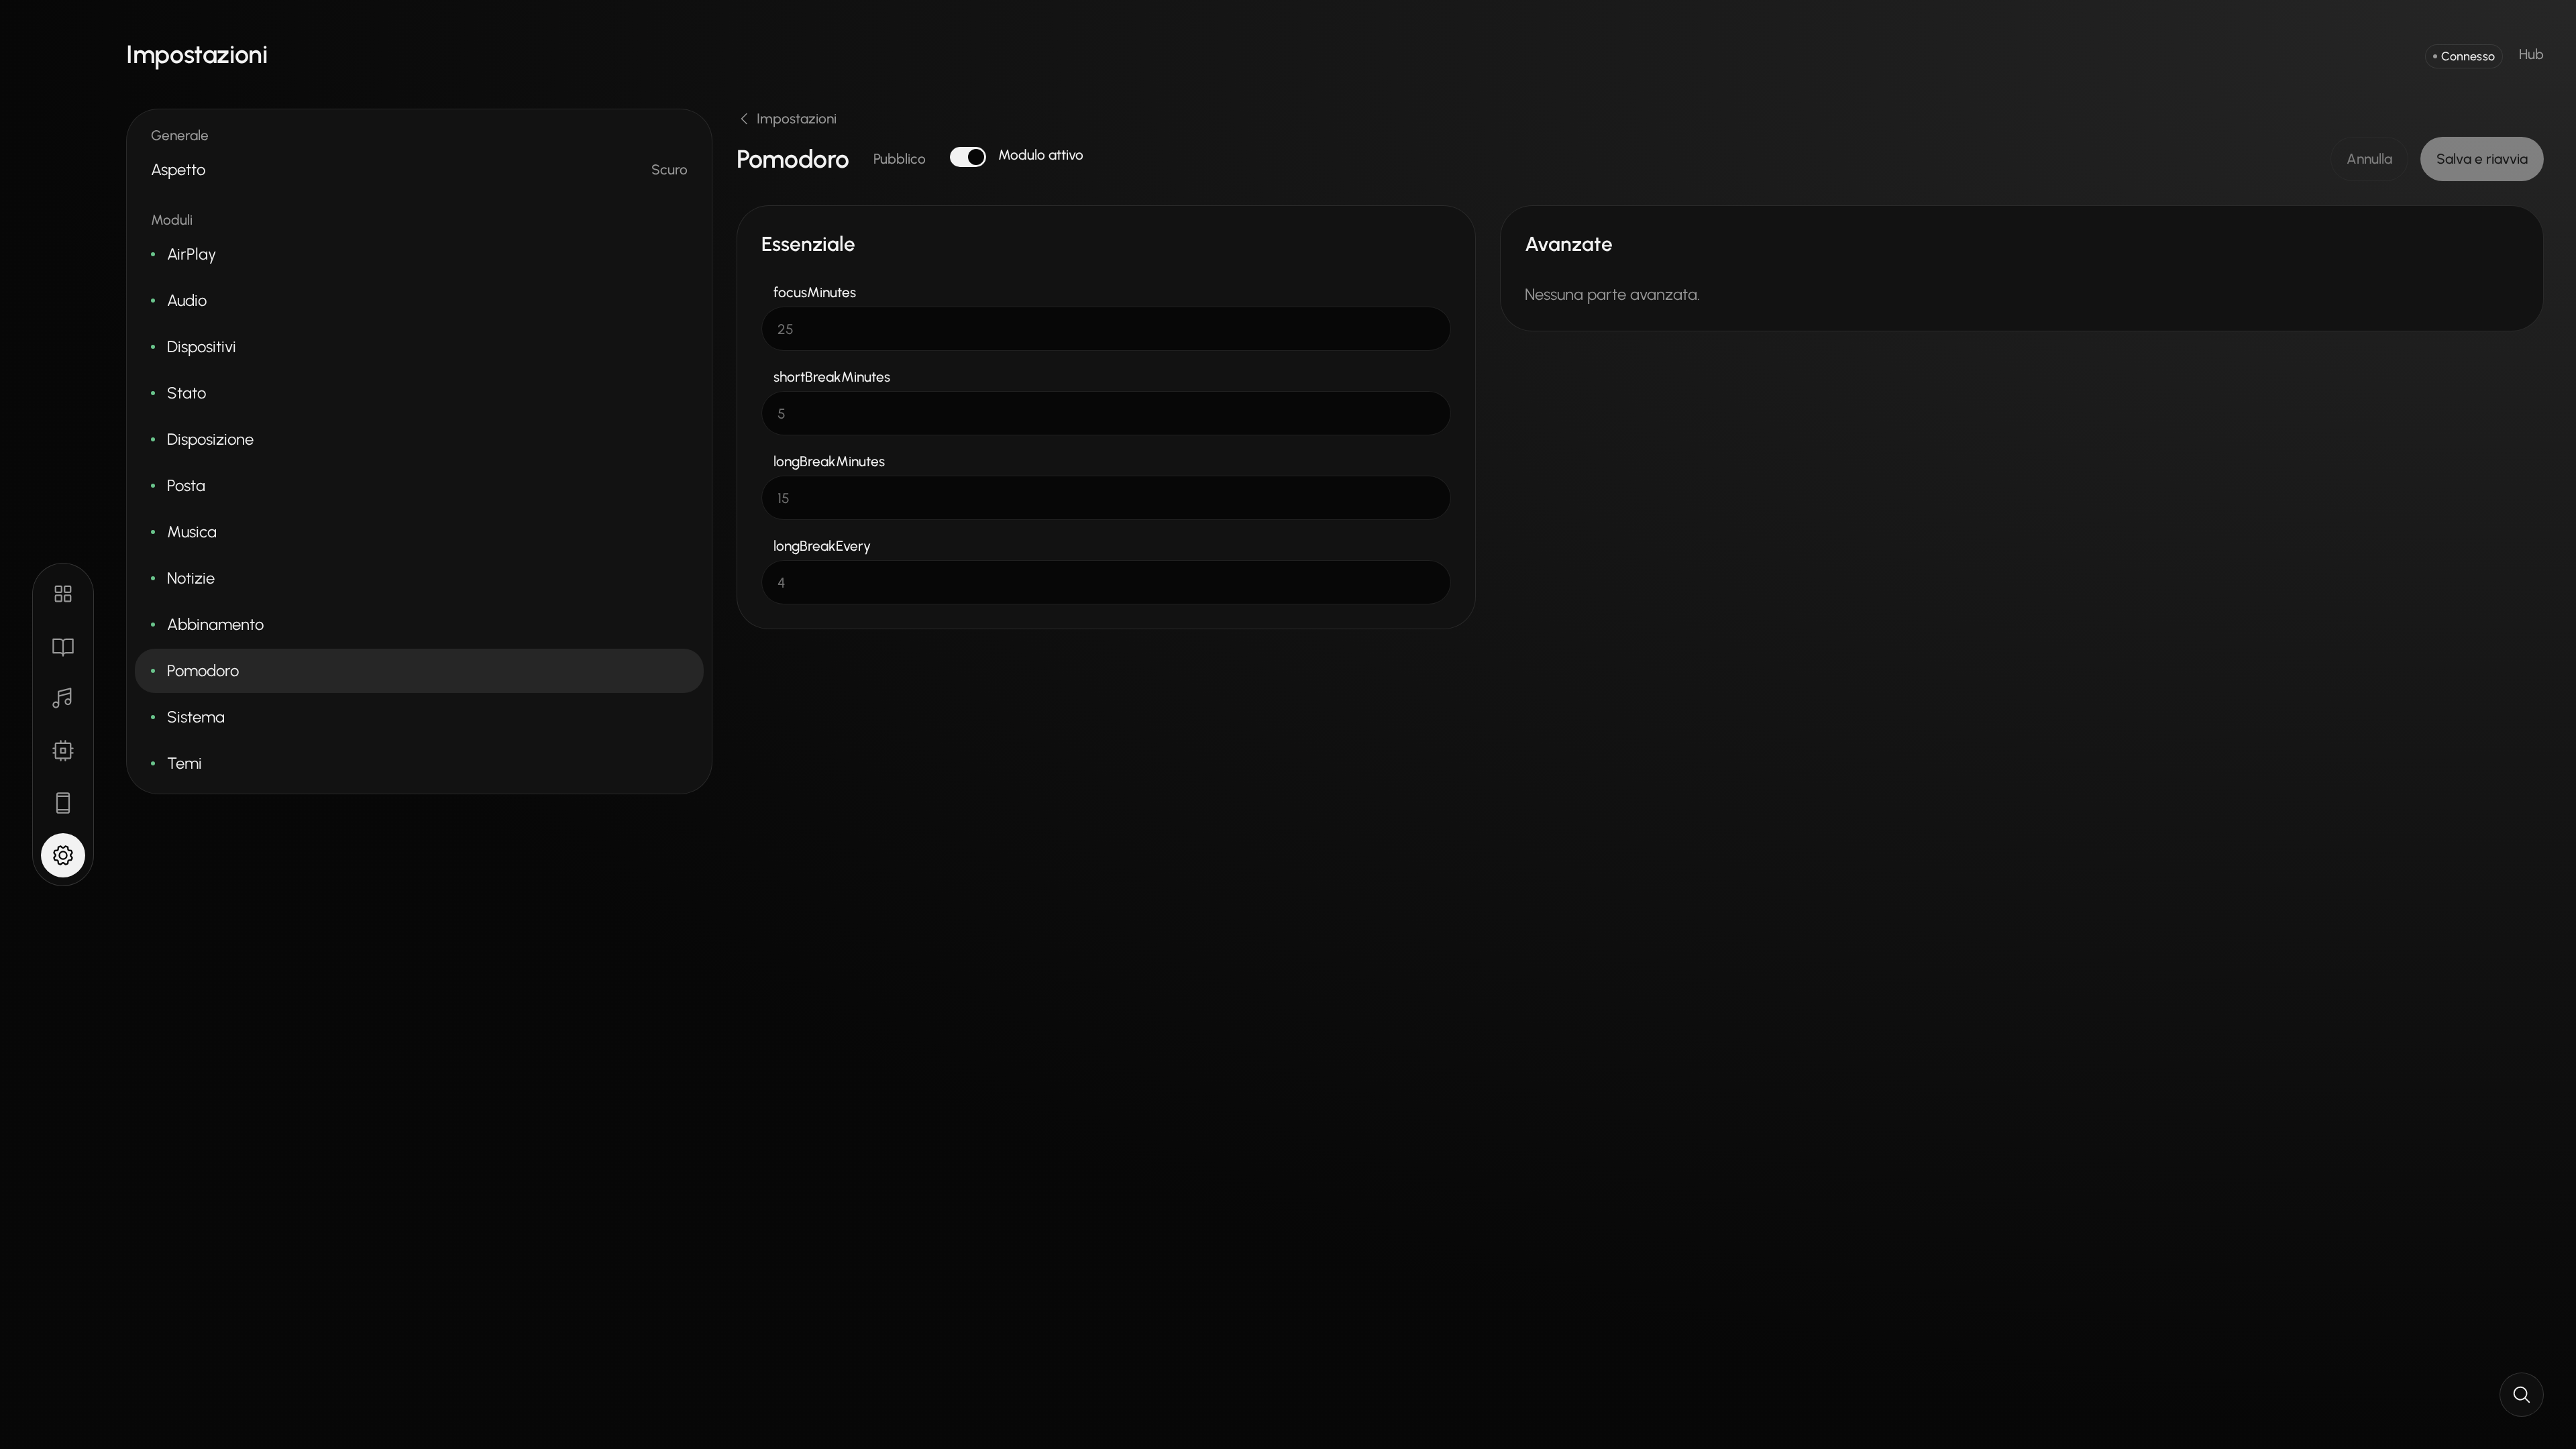 Impostazioni
Connesso
Hub
Generale
Aspetto
Scuro
Moduli
AirPlay
Audio
Dispositivi
Stato
Disposizione
Posta
Musica
Notizie
Abbinamento
Pomodoro
Sistema
Temi
Impostazioni
Pomodoro
Pubblico
Modulo attivo
Annulla
Salva e riavvia
Essenziale
focusMinutes
25
shortBreakMinutes
5
longBreakMinutes
15
longBreakEvery
4
Avanzate
Nessuna parte avanzata.